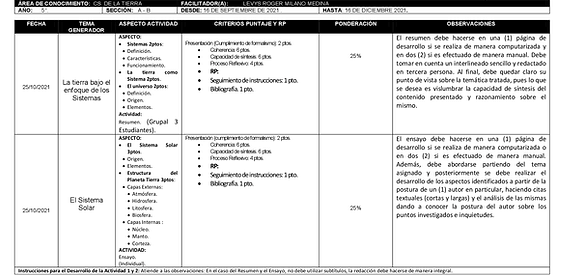 ÁREA DE CONOCIMIENTO: CS. DE LA TIERRA FACILITADOR(A): LEVYS ROGER MILANO MEDINA
AÑO: 5° SECCIÓN: A - B DESDE: 16 DE SEPTIEMBRE DE 2021 HASTA 16 DE DICIEMBRE 2021.
FECHA TEMA GENERADOR ASPECTO ACTIVIDAD CRITERIOS PUNTAJE Y RP PONDERACIÓN OBSERVACIONES
25/10/2021
La tierra bajo el
enfoque de los
Sistemas
ASPECTO
• Sistemas 2ptos:
• Definición.
• Características.
• Funcionamiento.
• La tierra como
Sistema 2ptos.
• El universo 2ptos:
• Definición.
• Origen.
• Elementos.
Actividad:
Resumen. (Grupal 3
Estudiantes).
Presentación (Cumplimiento de formalismo): 2 ptos.
• Coherencia: 6 ptos.
• Capacidad de síntesis: 6 ptos.
• Proceso Reflexivo: 4 ptos.
• RP:
• Seguimiento de instrucciones: 1 pto.
• Bibliografía. 1 pto.
25%
El resumen debe hacerse en una (1) página de
desarrollo si se realiza de manera computarizada y
en dos (2) si es efectuado de manera manual. Debe
tomar en cuenta un interlineado sencillo y redactado
en tercera persona. Al final, debe quedar claro su
punto de vista sobre la temática tratada, pues lo que
se desea es vislumbrar la capacidad de síntesis del
contenido presentado y razonamiento sobre el
mismo.
25/10/2021
El Sistema
Solar
ASPECTO:
• El Sistema Solar
3ptos.
• Origen.
• Elementos.
• Estructura del
Planeta Tierra 3ptos:
• Capas Externas:
• Atmósfera.
• Hidrosfera.
• Litosfera.
• Biosfera.
• Capas Internas:
• Núcleo.
• Manto.
• Corteza.
ACTIVIDAD:
Ensayo.
(Individual).
Presentación (cumplimiento de formalismo): 2 ptos.
• Coherencia: 6 ptos.
• Capacidad de síntesis: 6 ptos.
• Proceso Reflexivo: 4 ptos.
• RP:
• Seguimiento de instrucciones: 1 pto.
• Bibliografía. 1 pto.
25%
El ensayo debe hacerse en una (1) página de
desarrollo si se realiza de manera computarizada o
en dos (2) si es efectuado de manera manual.
Además, debe abordarse partiendo del tema
asignado y posteriormente se debe realizar el
desarrollo de los aspectos identificados a partir de la
postura de un (1) autor en particular, haciendo citas
textuales (cortas y largas) y el análisis de las mismas
dando a conocer la postura del autor sobre los
puntos investigados e inquietudes.
Instrucciones para el Desarrollo de la Actividad 1 y 2: Atiende a las observaciones. En el caso del Resumen y el Ensayo, no debe utilizar subtítulos, la redacción debe hacerse de manera integral.